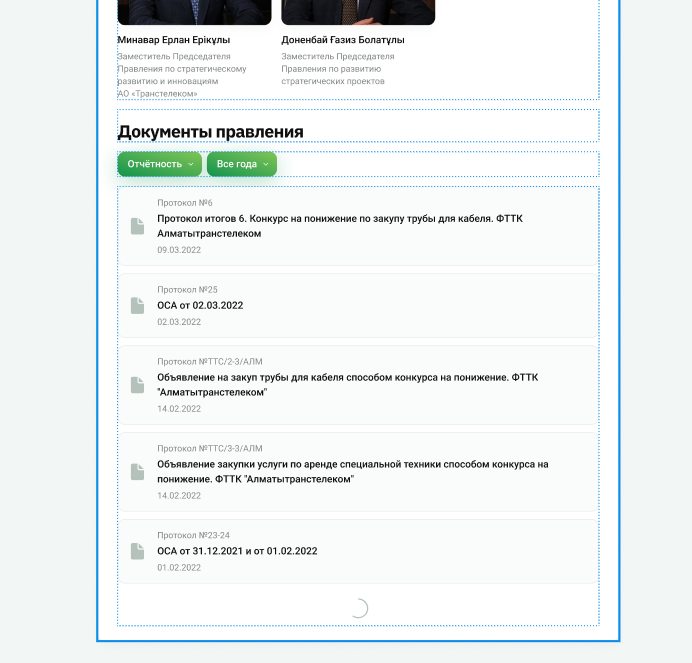 Минавар Ерлан Ерікұлы
Заместитель Председателя
Правления по стратегическому
развитию и инновациям
АО «Транстелеком»
Доненбай Ғазиз Болатұлы
Заместитель Председателя
Правления по развитию
стратегических проектов
Документы правления
Отчётность
Все года
Протокол №6
Протокол итогов 6. Конкурс на понижение по закупу трубы для кабеля. ФТТК
Алматытранстелеком
09.03.2022
Протокол №25
ОСА от 02.03.2022
02.03.2022
Протокол №ТТС/2-3/АЛМ
Объявление на закуп трубы для кабеля способом конкурса на понижение. ФТТК
"Алматытранстелеком"
14.02.2022
Протокол №ТТС/3-3/АЛМ
Объявление закупки услуги по аренде специальной техники способом конкурса на
понижение. ФТТК "Алматытранстелеком"
14.02.2022
Протокол №23-24
ОСА от 31.12.2021 и от 01.02.2022
01.02.2022